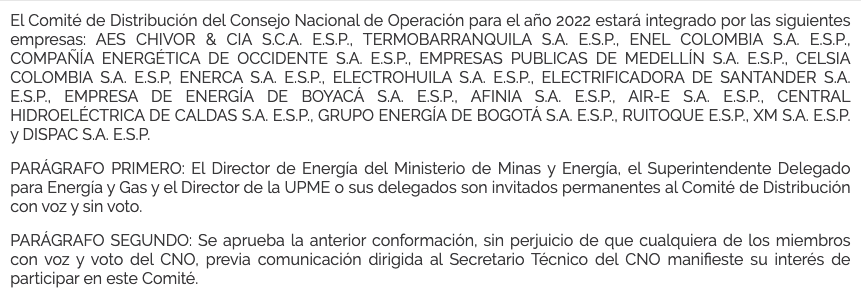 El Comité de Distribución del Consejo Nacional de Operación para el año 2022 estará integrado por las siguientes
empresas: AES CHIVOR & CIA S.C.A. E.S.P., TERMOBARRANQUILA S.A. E.S.P., ENEL COLOMBIA S.A. E.S.P.,
COMPAÑÍA ENERGÉTICA DE OCCIDENTE S.A. E.S.P., EMPRESAS PUBLICAS DE MEDELLÍN S.A. E.S.P., CELSIA
COLOMBIA S.A. E.S.P, ENERCA S.A. E.S.P., ELECTROHUILA S.A. E.S.P., ELECTRIFICADORA DE SANTANDER S.A.
E.S.P., EMPRESA DE ENERGÍA DE BOYACÁ S.A. E.S.P., AFINIA S.A. E.S.P., AIR-E S.A. E.S.P., CENTRAL
HIDROELÉCTRICA DE CALDAS S.A. E.S.P., GRUPO ENERGÍA DE BOGOTÁ S.A. E.S.P., RUITOQUE E.S.P., XM S.A. E.S.P.
y DISPAC S.A. E.S.P.
PARÁGRAFO PRIMERO: El Director de Energía del Ministerio de Minas y Energía, el Superintendente Delegado
para Energía y Gas y el Director de la UPME o sus delegados son invitados permanentes al Comité de Distribución
con voz y sin voto.
PARÁGRAFO SEGUNDO: Se aprueba la anterior conformación, sin perjuicio de que cualquiera de los miembros
con voz y voto del CNO, previa comunicación dirigida al Secretario Técnico del CNO manifieste su interés de
participar en este Comité.